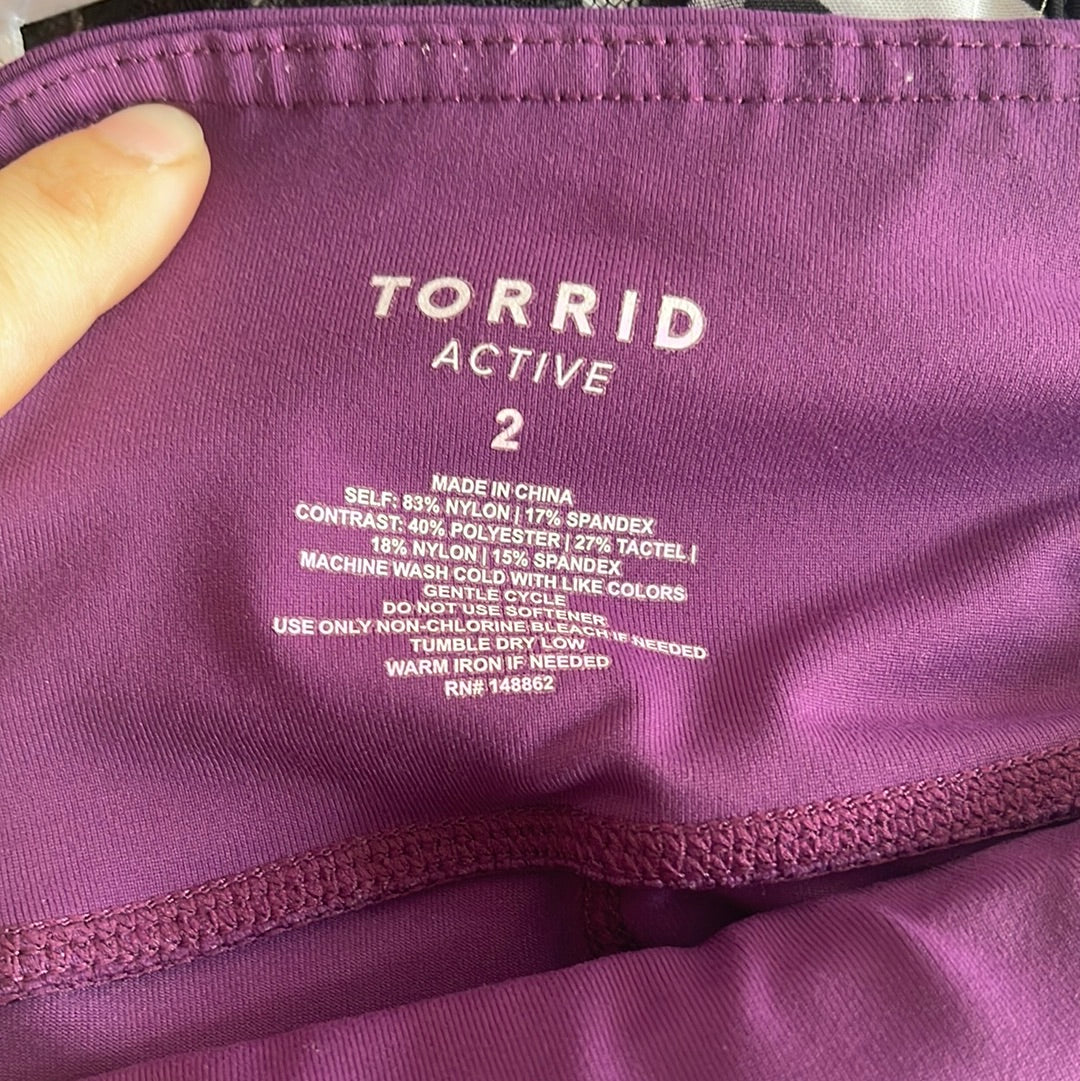 TORRID
ACTIVE
2
MADE IN CHINA
SELF: 83% NYLON | 17% SPANDEX
CONTRAST: 40% POLYESTER | 27% TACTEL |
18% NYLON | 15% SPANDEX
MACHINE WASH COLD WITH LIKE COLORS
GENTLE CYCLE
DO NOT USE SOFTENER
USE ONLY NON-CHLORINE BLEACH IF NEEDED
TUMBLE DRY LOW
WARM IRON IF NEEDED
RN# 148862